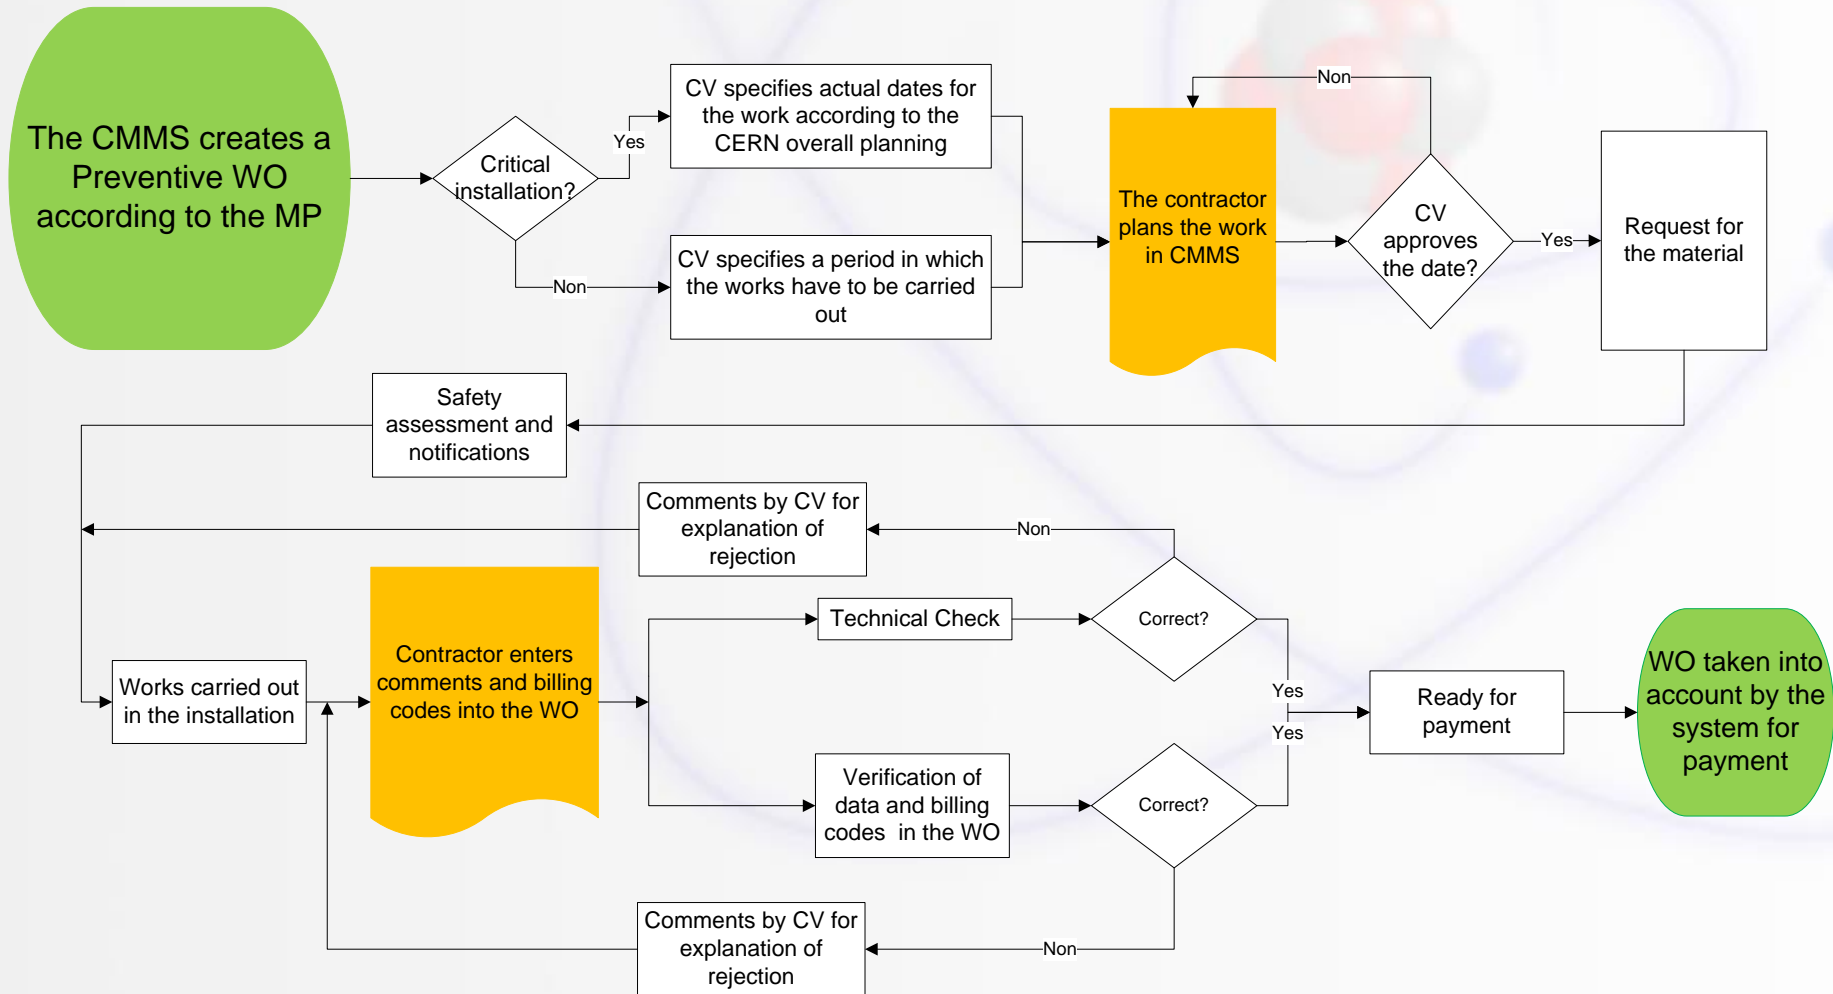 The CMMS creates a
Preventive WO
according to the MP
Critical
installation?
Yes
Non
CV specifies actual dates for
the work according to the
CERN overall planning
CV specifies a period in which
the works have to be carried
out
The contractor
plans the work
in CMMS
Non
CV
approves
the date?
Yes
Request for
the material
Safety
assessment and
notifications
Comments by CV for
explanation of
rejection
Non
Works carried out
in the installation
Contractor enters
comments and billing
codes into the WO
Technical Check
Correct?
Yes
Verification of
data and billing
codes in the WO
Correct?
Yes
Ready for
payment
WO taken into
account by the
system for
payment
Comments by CV for
explanation of
rejection
Non